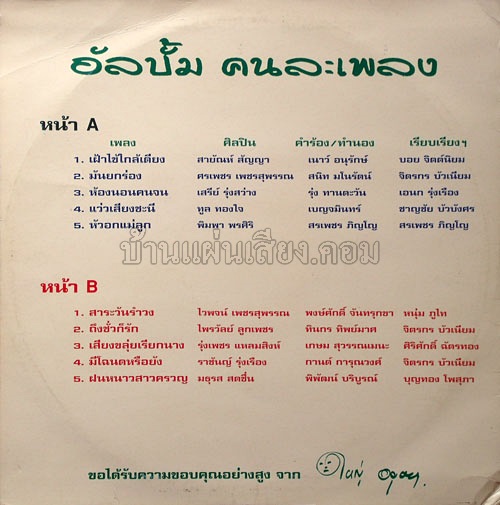 อัลบั้ม คนละเพลง
หน้า A
เพลง ศิลปิน คำร้อง/ทำนอง เรียบเรียงฯ
1. เฝ้าไข้ใกล้เตียง สายัณห์ สัญญา เนาว์ อนุรักษ์ บอย จิตต์นิยม
2. มันยกร่อง ศรเพชร เพชรสุพรรณ สนิท มโนรัตน์ จิตรกร บัวเนียม
3. ห้องนอนคนจน เสรีย์ รุ่งสว่าง รุ่ง ทานตะวัน เอนก รุ่งเรือง
4. แว่วเสียงชะนี ทูล ทองใจ เบญจมินทร์ ชาญชัย บัวบังศร
5. หัวอกแม่ลูก พิมพา พรศิริ สรเพชร ภิญโญ สรเพชร ภิญโญ
บ้านแผ่นเสียง.คอม
หน้า B
1. สาระวันรำวง ไวพจน์ เพชรสุพรรณ พงษ์ศักดิ์ จันทรุกขา หนุ่ม ภูไท
2. ถึงชั่วก็รัก ไพรวัลย์ ลูกเพชร ทินกร ทิพย์มาศ จิตรกร บัวเนียม
3. เสียงขลุ่ยเรียกนาง รุ่งเพชร แหลมสิงห์ เกษม สุวรรณเมนะ ศิริศักดิ์ ฉัตรทอง
4. มีโฉนดหรือยัง ราชันญ์ รุ่งเรือง กานต์ การุณวงศ์ จิตรกร บัวเนียม
5. ฝนหนาวสาวครวญ มธุรส สดชื่น พิพัฒน์ บริบูรณ์ บุญทอง โพสุภา
ขอได้รับความขอบคุณอย่างสูง จาก